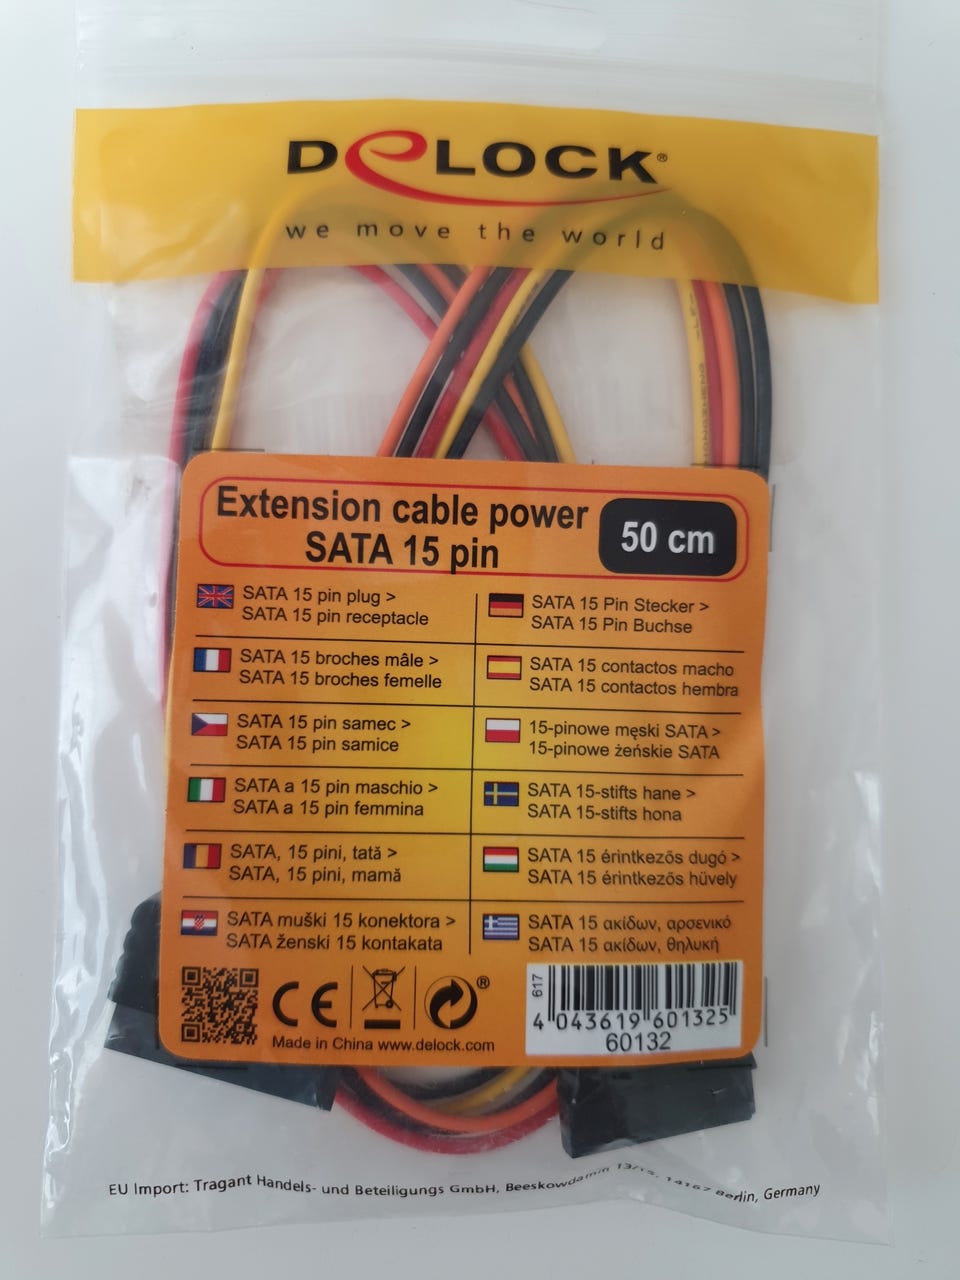 DELOCK®
we move the world
Extension cable power
SATA 15 pin
50 cm
SATA 15 pin plug >
SATA 15 pin receptacle
SATA 15 Pin Stecker >
SATA 15 Pin Buchse
SATA 15 broches mâle >
SATA 15 broches femelle
SATA 15 contactos macho
SATA 15 contactos hembra
SATA 15 pin samec >
SATA 15 pin samice
15-pinowe męski SATA >
15-pinowe żeńskie SATA
SATA a 15 pin maschio >
SATA a 15 pin femmina
SATA 15-stifts hane >
SATA 15-stifts hona
SATA, 15 pini, tată >
SATA, 15 pini, mamă
SATA 15 érintkezős dugó >
SATA 15 érintkezős hüvely
SATA muški 15 konektora >
SATA ženski 15 kontakata
SATA 15 ακίδων, αρσενικό
SATA 15 ακίδων, θηλυκή
CE
®
Made in China www.delock.com
617
4 043619 601325
60132
EU Import: Tragant Handels- und Beteiligungs GmbH, Beeskowdamm 13/15, 14167 Berlin, Germany